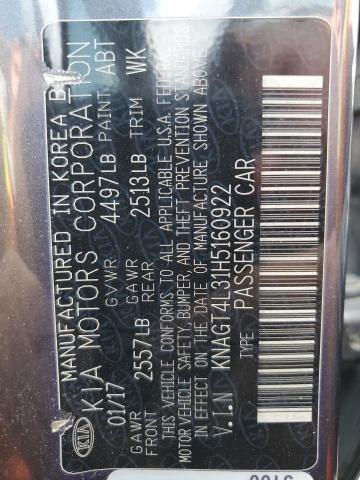 MANUFACTURED IN KOREA B
KIA MOTORS CORPORATION
KIA
01/17 GVWR 4497LB PAINT ABT
GAWR FRONT 2557LB GAWR REAR 2513LB TRIM WK
THIS VEHICLE CONFORMS TO ALL APPLICABLE U.S.A. FEDERAL
MOTOR VEHICLE SAFETY, BUMPER, AND THEFT PREVENTION STANDARDS
IN EFFECT ON THE DATE OF MANUFACTURE SHOWN ABOVE.
V.I.N KNAGT4L31H5160922
TYPE: PASSENGER CAR